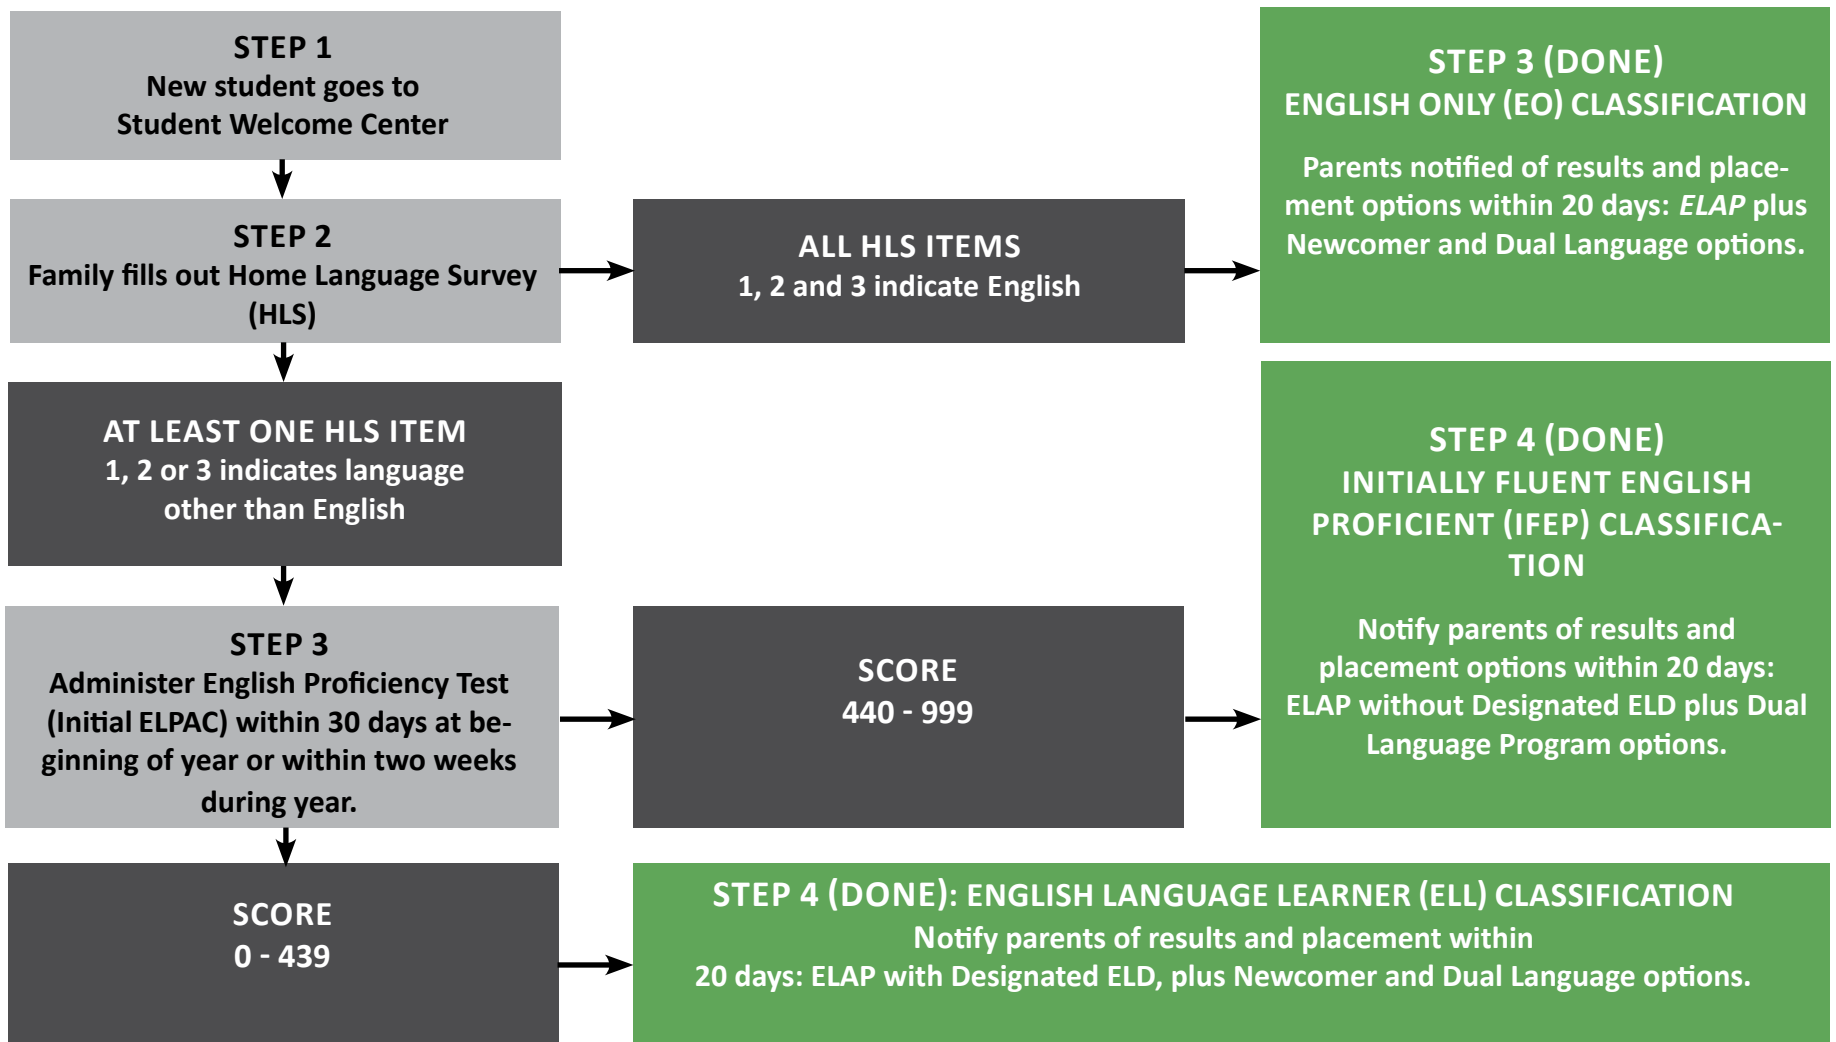 STEP 1
New student goes to
Student Welcome Center
STEP 2
Family fills out Home Language Survey
(HLS)
ALL HLS ITEMS
1, 2 and 3 indicate English
STEP 3 (DONE)
ENGLISH ONLY (EO) CLASSIFICATION
Parents notified of results and place-
ment options within 20 days: ELAP plus
Newcomer and Dual Language options.
AT LEAST ONE HLS ITEM
1, 2 or 3 indicates language
other than English
STEP 3
Administer English Proficiency Test
(Initial ELPAC) within 30 days at be-
ginning of year or within two weeks
during year.
SCORE
440 - 999
STEP 4 (DONE)
INITIALLY FLUENT ENGLISH
PROFICIENT (IFEP) CLASSIFICA-
TION
Notify parents of results and
placement options within 20 days:
ELAP without Designated ELD plus Dual
Language Program options.
SCORE
0 - 439
STEP 4 (DONE): ENGLISH LANGUAGE LEARNER (ELL) CLASSIFICATION
Notify parents of results and placement within
20 days: ELAP with Designated ELD, plus Newcomer and Dual Language options.